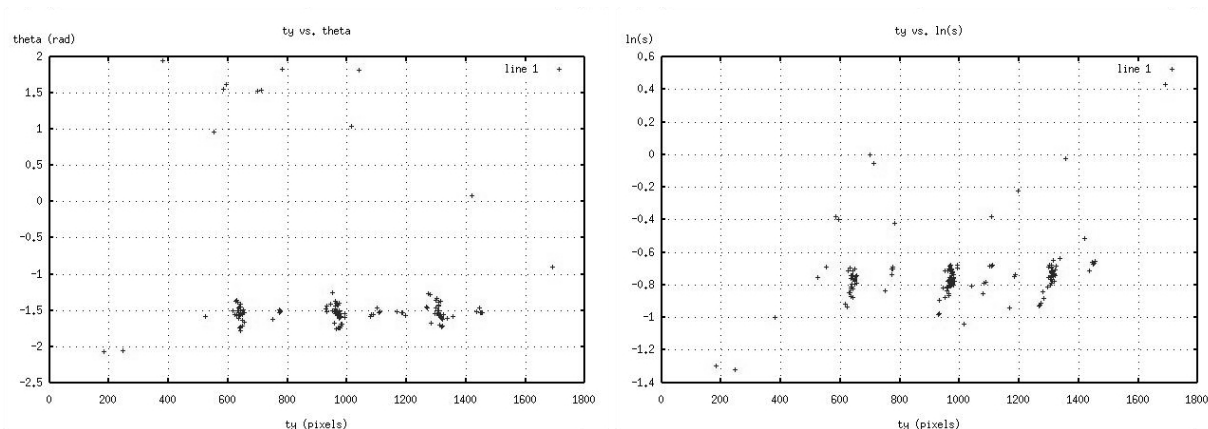 ty vs. theta
theta (rad)
line 1
2
1.5
1
0.5
0
-0.5
-1
-1.5
-2
-2.5
0 200 400 600 800 1000 1200 1400 1600 1800
ty (pixels)
ty vs. ln(s)
ln(s)
line 1
0.6
0.4
0.2
0
-0.2
-0.4
-0.6
-0.8
-1
-1.2
-1.4
0 200 400 600 800 1000 1200 1400 1600 1800
ty (pixels)